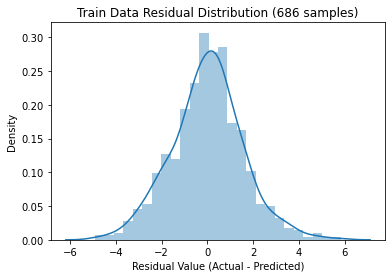 Train Data Residual Distribution (686 samples)
0.30
0.25
0.20
0.15
0.10
0.05
0.00
Density
−6 −4 −2 0 2 4 6
Residual Value (Actual - Predicted)